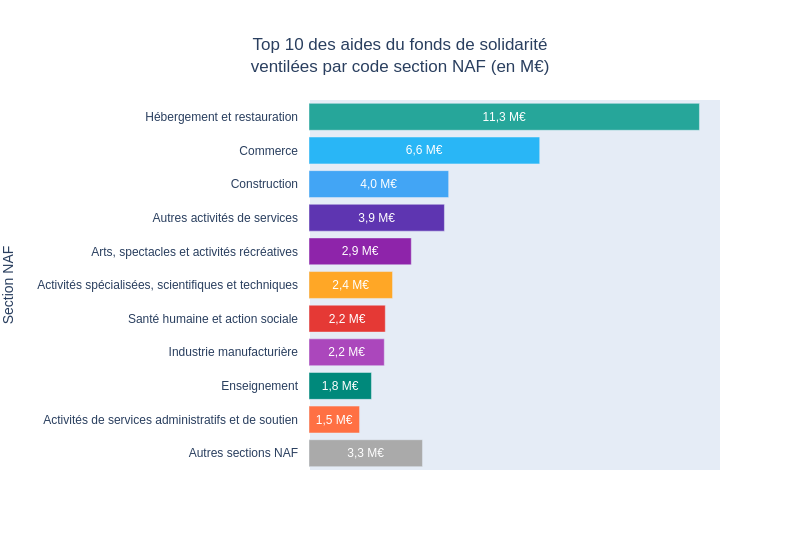 Top 10 des aides du fonds de solidarité
ventilées par code section NAF (en M€)
Hébergement et restauration 11,3 M€
Commerce 6,6 M€
Construction 4,0 M€
Autres activités de services 3,9 M€
Arts, spectacles et activités récréatives 2,9 M€
Activités spécialisées, scientifiques et techniques 2,4 M€
Santé humaine et action sociale 2,2 M€
Industrie manufacturière 2,2 M€
Enseignement 1,8 M€
Activités de services administratifs et de soutien 1,5 M€
Autres sections NAF 3,3 M€
Section NAF